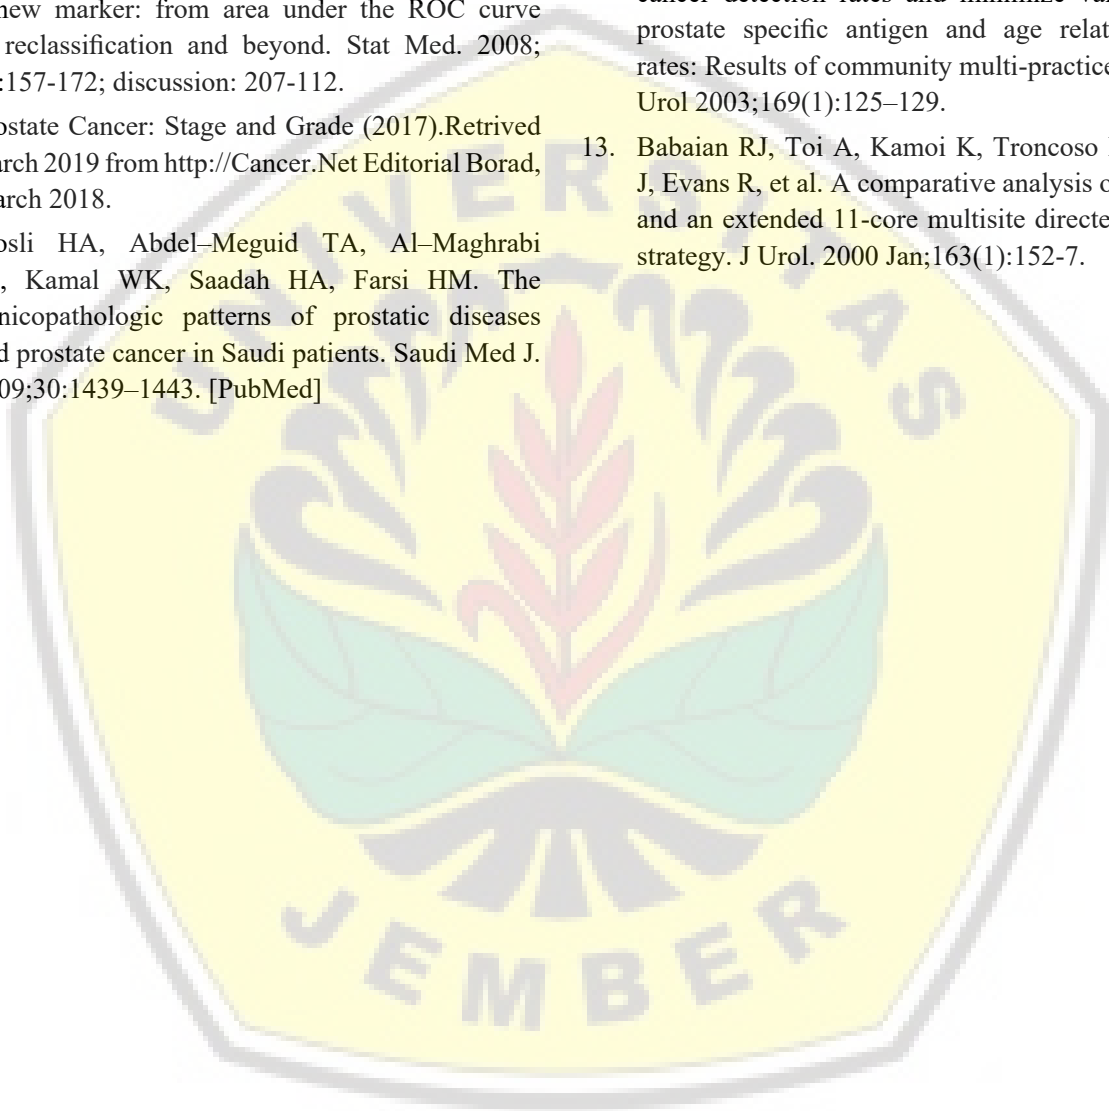 new marker: from area under the ROC curve
reclassification and beyond. Stat Med. 2008;
:157-172; discussion: 207-112.
ostate Cancer: Stage and Grade (2017).Retrived
arch 2019 from http://Cancer.Net Editorial Borad,
arch 2018.
osli HA, Abdel–Meguid TA, Al–Maghrabi
, Kamal WK, Saadah HA, Farsi HM. The
nicopathologic patterns of prostatic diseases
d prostate cancer in Saudi patients. Saudi Med J.
09;30:1439–1443. [PubMed]
prostate specific antigen and age relat
rates: Results of community multi-practice
Urol 2003;169(1):125–129.
13. Babaian RJ, Toi A, Kamoi K, Troncoso
J, Evans R, et al. A comparative analysis o
and an extended 11-core multisite directe
strategy. J Urol. 2000 Jan;163(1):152-7.
UNIVERSITAS
JEMBER